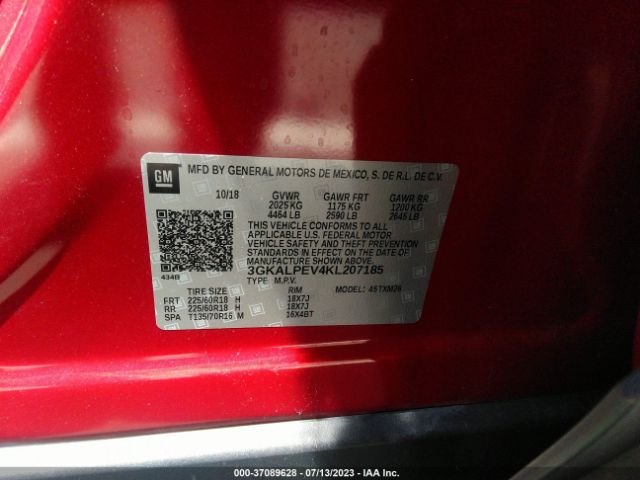 GM MFD BY GENERAL MOTORS DE MEXICO, S. DE R.L. DE C.V.
10/18 GVWR GAWR FRT GAWR RR
2025 KG 1175 KG 1200 KG
4464 LB 2590 LB 2645 LB
THIS VEHICLE CONFORMS TO ALL
APPLICABLE U.S. FEDERAL MOTOR
VEHICLE SAFETY AND THEFT PREVENTION
STANDARDS IN EFFECT ON THE DATE OF
MANUFACTURE SHOWN ABOVE.
3GKALPEV4KL207185
434B TYPE: M.P.V. MODEL: 4STXM26
TIRE SIZE RIM
FRT 225/60R18 H 18X7J
RR 225/60R18 H 18X7J
SPA T135/70R16 M 16X4BT
000-37089628 - 07/13/2023 - IAA Inc.